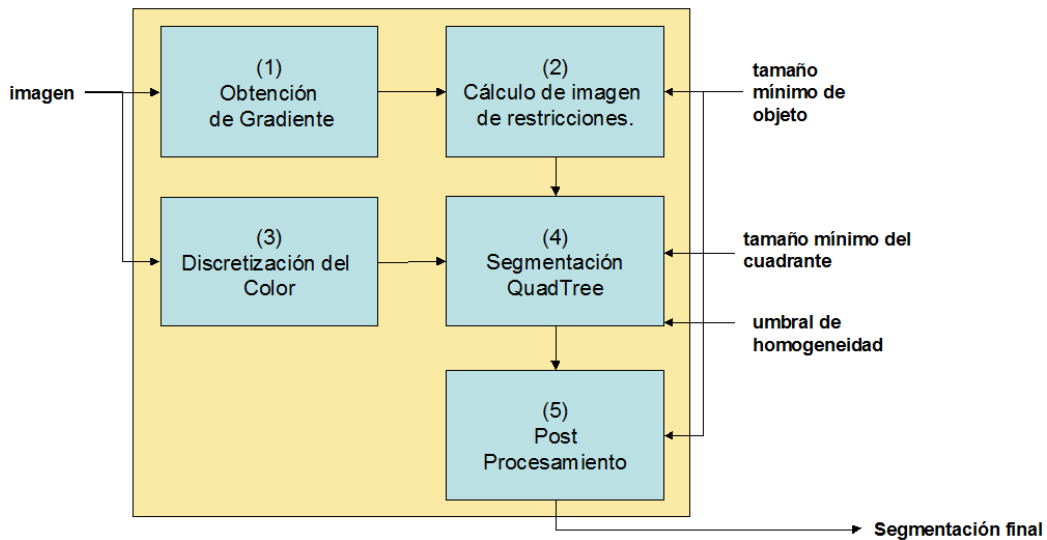 imagen
(1)
Obtención
de Gradiente
(2)
Cálculo de imagen
de restricciones.
tamaño
mínimo de
objeto
(3)
Discretización del
Color
(4)
Segmentación
QuadTree
tamaño mínimo del
cuadrante
umbral de
homogeneidad
(5)
Post
Procesamiento
Segmentación final